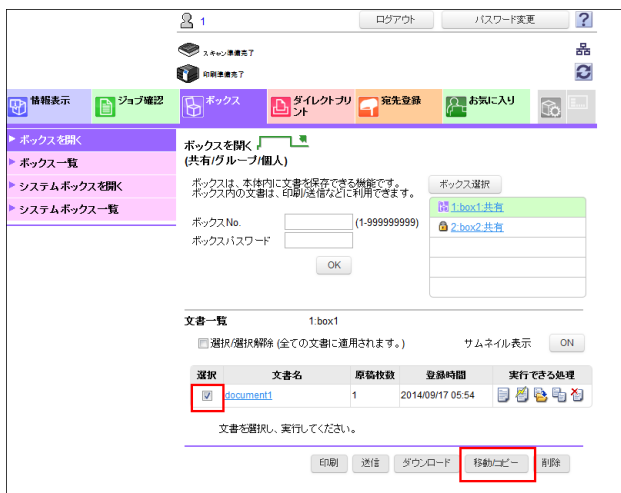 1 ログアウト パスワード変更 ?
スキャン準備完了
印刷準備完了
情報表示 ジョブ確認 ボックス ダイレクトプリント 宛先登録 お気に入り
ボックスを開く
ボックス一覧
システムボックスを開く
システムボックス一覧
ボックスを開く
(共有/グループ/個人)
ボックスは、本体内に文書を保存できる機能です。
ボックス内の文書は、印刷/送信などに利用できます。
ボックスNo. (1-999999999)
ボックスパスワード
OK
ボックス選択
1:box1:共有
2:box2:共有
文書一覧 1:box1
選択/選択解除 (全ての文書に適用されます。) サムネイル表示 ON
選択 文書名 原稿枚数 登録時間 実行できる処理
document1 1 2014/09/17 05:54
文書を選択し、実行してください。
印刷 送信 ダウンロード 移動/コピー 削除